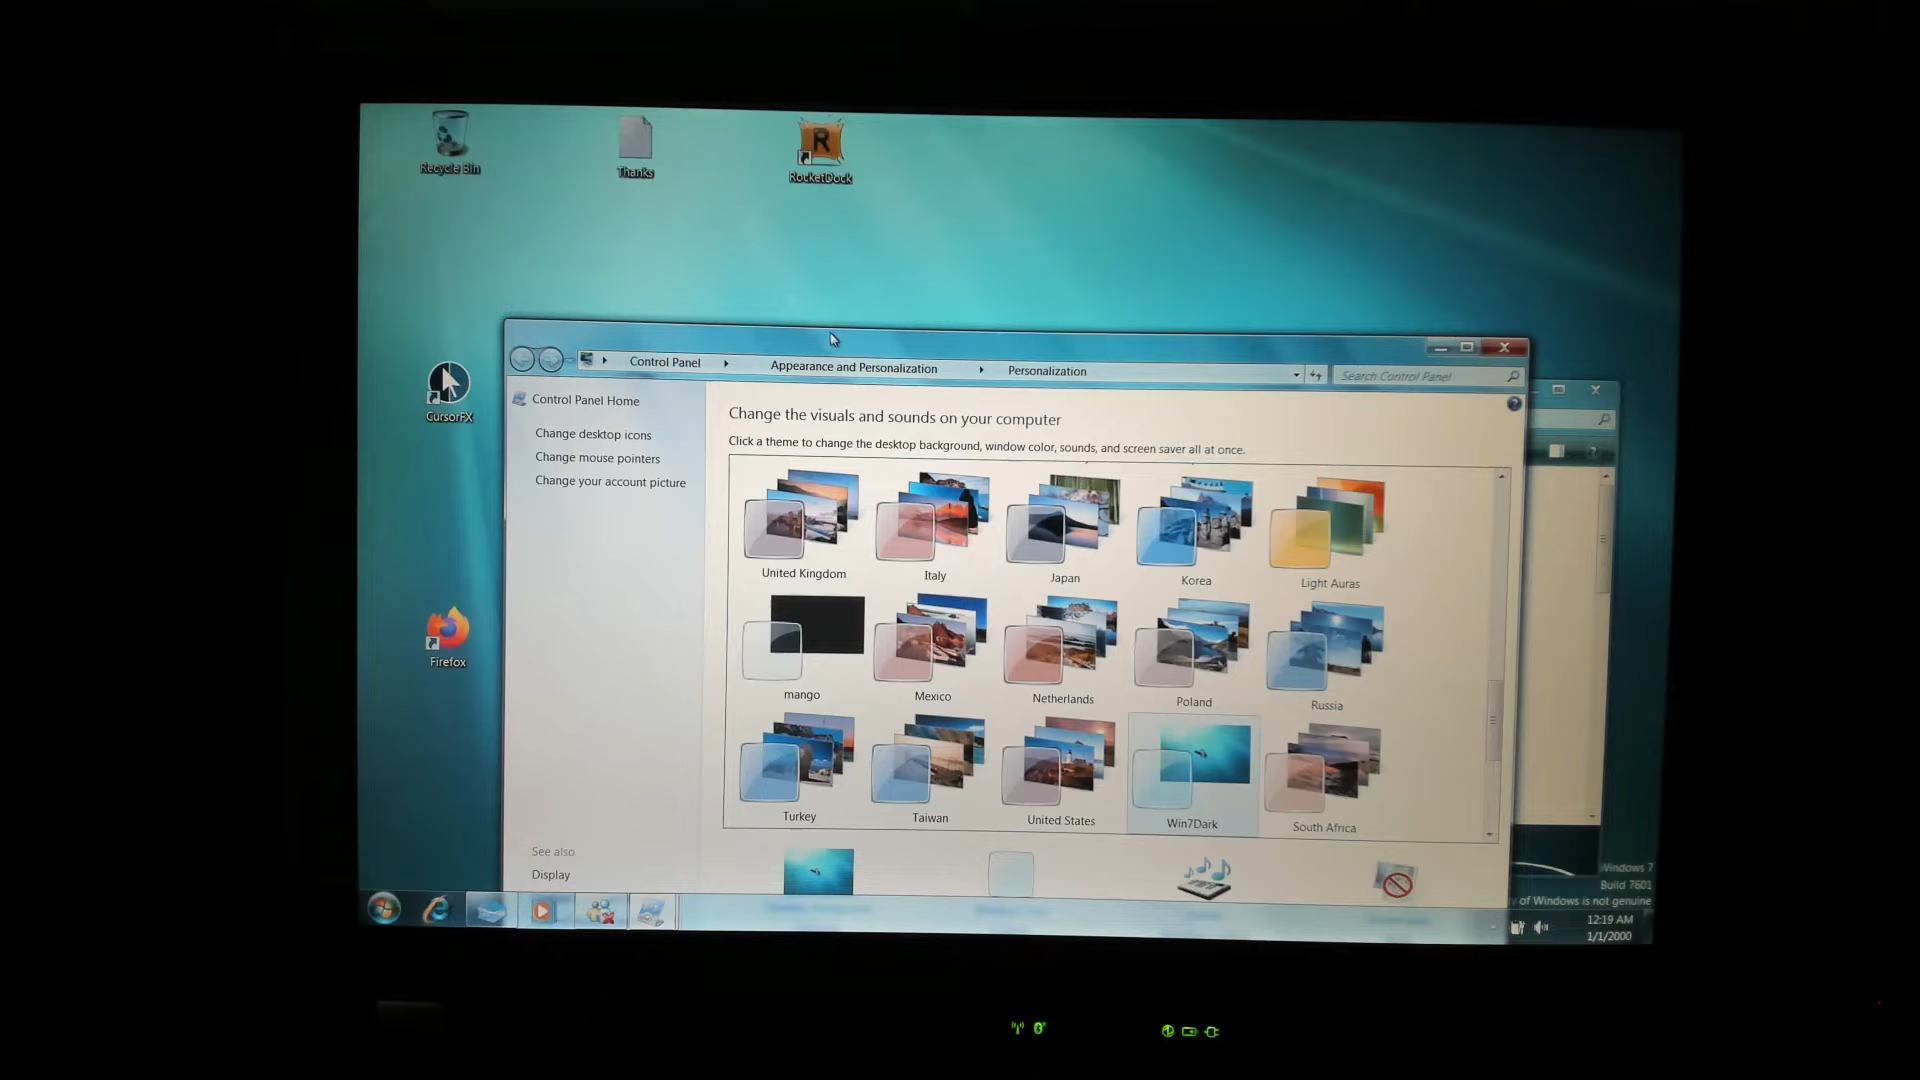 Recycle Bin
Thanks
RocketDock
CursorFX
Firefox
Control Panel
Appearance and Personalization
Personalization
Search Control Panel
Control Panel Home
Change desktop icons
Change mouse pointers
Change your account picture
See also
Display
Change the visuals and sounds on your computer
Click a theme to change the desktop background, window color, sounds, and screen saver all at once.
United Kingdom
Italy
Japan
Korea
Light Auras
mango
Mexico
Netherlands
Poland
Russia
Turkey
Taiwan
United States
Win7Dark
South Africa
Windows 7
Build 7601
of Windows is not genuine
12:19 AM
1/1/2000